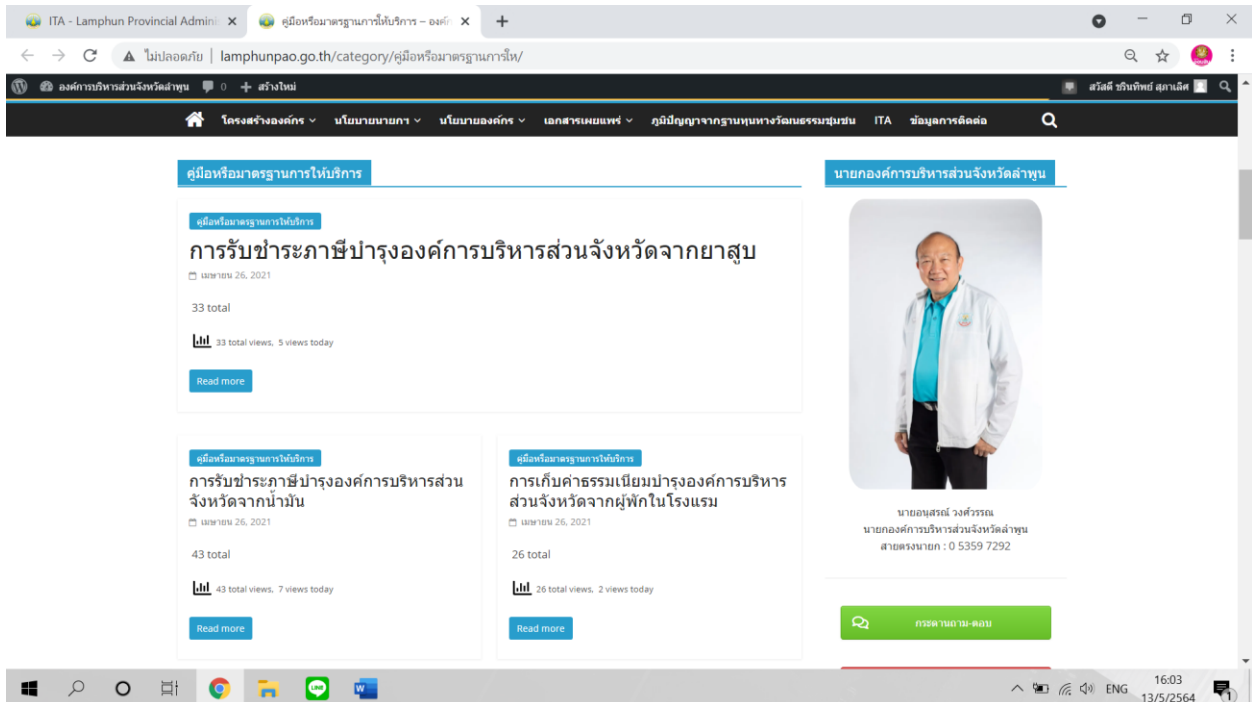 ITA - Lamphun Provincial Admini
คู่มือหรือมาตรฐานการให้บริการ – องค์ก
ไม่ปลอดภัย | lamphunpao.go.th/category/คู่มือหรือมาตรฐานการให/
องค์การบริหารส่วนจังหวัดลำพูน 0 + สร้างใหม่
สวัสดี ชรินทิพย์ สุภาเลิศ
โครงสร้างองค์กร นโยบายนายกฯ นโยบายองค์กร เอกสารเผยแพร่ ภูมิปัญญาจากฐานทุนทางวัฒนธรรมชุมชน ITA ข้อมูลการติดต่อ
คู่มือหรือมาตรฐานการให้บริการ
คู่มือหรือมาตรฐานการให้บริการ
การรับชำระภาษีบำรุงองค์การบริหารส่วนจังหวัดจากยาสูบ
เมษายน 26, 2021
33 total
33 total views, 5 views today
Read more
คู่มือหรือมาตรฐานการให้บริการ
การรับชำระภาษีบำรุงองค์การบริหารส่วน
จังหวัดจากน้ำมัน
เมษายน 26, 2021
43 total
43 total views, 7 views today
Read more
คู่มือหรือมาตรฐานการให้บริการ
การเก็บค่าธรรมเนียมบำรุงองค์การบริหาร
ส่วนจังหวัดจากผู้พักในโรงแรม
เมษายน 26, 2021
26 total
26 total views, 2 views today
Read more
นายกองค์การบริหารส่วนจังหวัดลำพูน
นายอนุสรณ์ วงศ์วรรณ
นายกองค์การบริหารส่วนจังหวัดลำพูน
สายตรงนายก : 0 5359 7292
กระดานถาม-ตอบ
ENG
16:03
13/5/2564